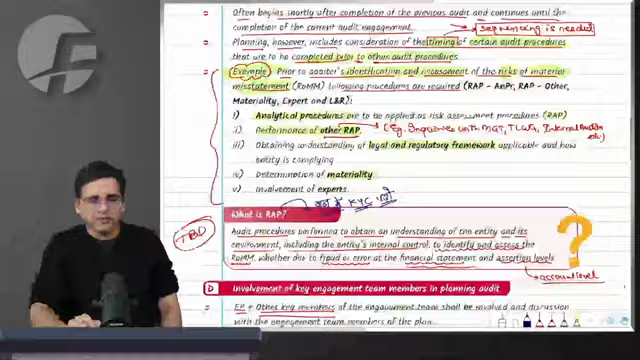 = Often begins shortly after completion of the previous audit and continues until the
completion of the current audit engagement. → Sequencing is needed
= Planning, however, includes consideration of the timing of certain audit procedures
that are to be completed prior to other audit procedures.
= Example Prior to auditor's identification and assessment of the risks of material
misstatement (RoMM) following procedures are required (RAP - AnPr, RAP - Other,
Materiality, Expert and L&R):
i) Analytical procedures are to be applied as risk assessment procedures (RAP)
ii) Performance of other RAP. → (Eg. Inquiries with MGT, TCWG, Internal Auditor etc)
iii) Obtaining understanding of legal and regulatory framework applicable and how
entity is complying
iv) Determination of materiality
v) Involvement of experts
KYC
What is RAP?
TBD
Audit procedures performed to obtain an understanding of the entity and its
environment, including the entity's internal control, to identify and assess the
RoMM, whether due to fraud or error at the financial statement and assertion levels.
?
→ account level
D Involvement of key engagement team members in planning audit
= EP + Other key members of the engagement team shall be involved and discussion
with the engagement team members of the plan.